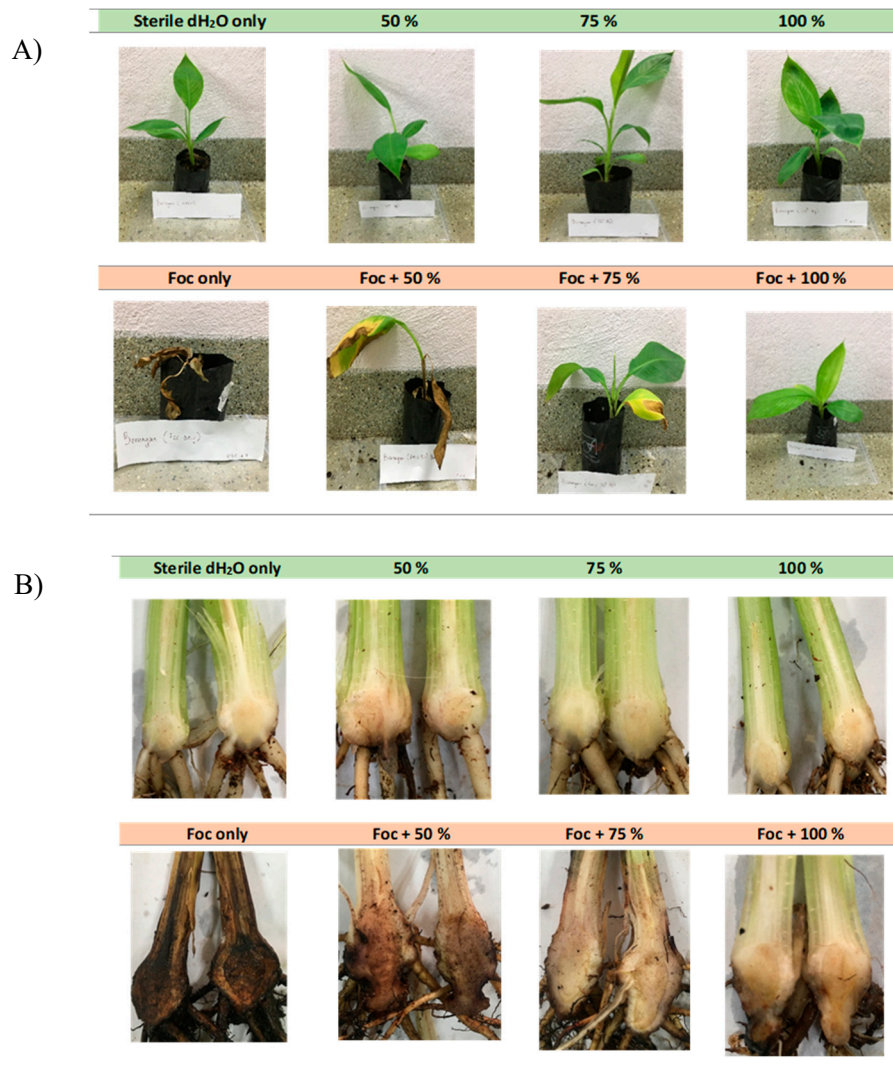 A)
Sterile dH₂O only 50 % 75 % 100 %
Foc only Foc + 50 % Foc + 75 % Foc + 100 %
B)
Sterile dH₂O only 50 % 75 % 100 %
Foc only Foc + 50 % Foc + 75 % Foc + 100 %